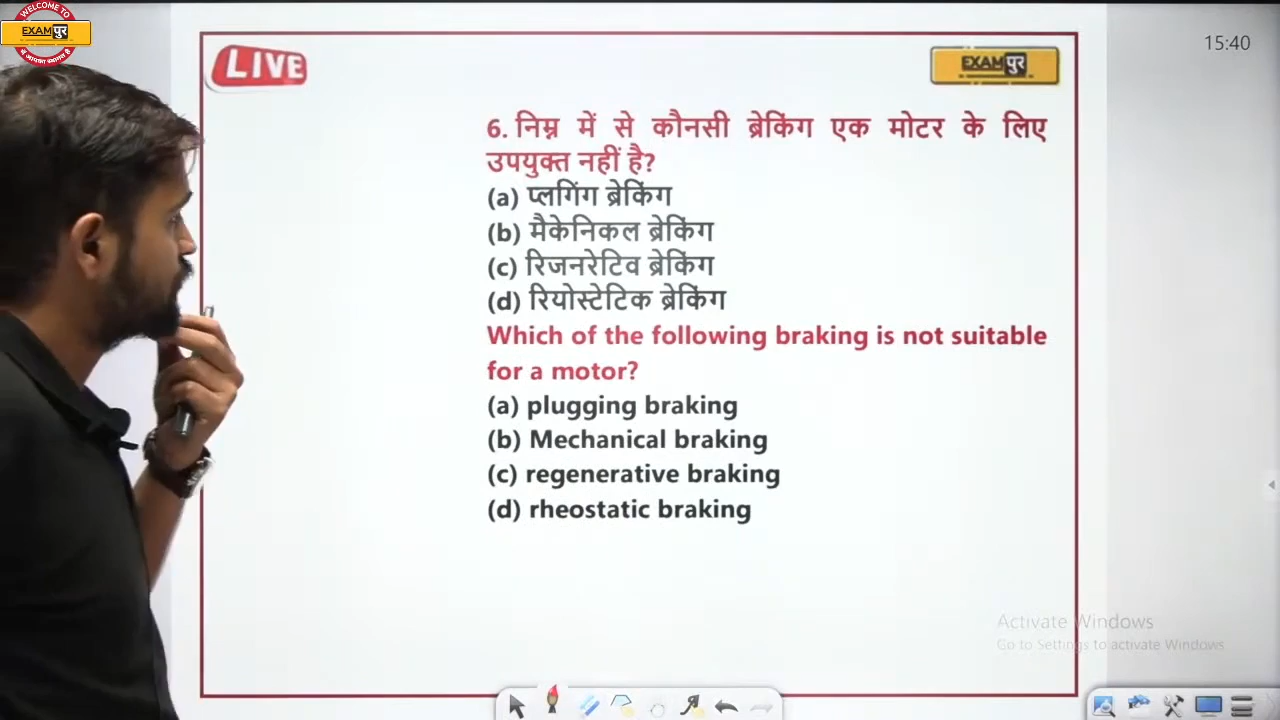 WELCOME TO
EXAMपुर
LIVE
EXAMपुर
15:40
6. निम्न में से कौनसी ब्रेकिंग एक मोटर के लिए
उपयुक्त नहीं है?
(a) प्लगिंग ब्रेकिंग
(b) मैकेनिकल ब्रेकिंग
(c) रिजनरेटिव ब्रेकिंग
(d) रियोस्टेटिक ब्रेकिंग
Which of the following braking is not suitable
for a motor?
(a) plugging braking
(b) Mechanical braking
(c) regenerative braking
(d) rheostatic braking
Activate Windows
Go to Settings to activate Windows.